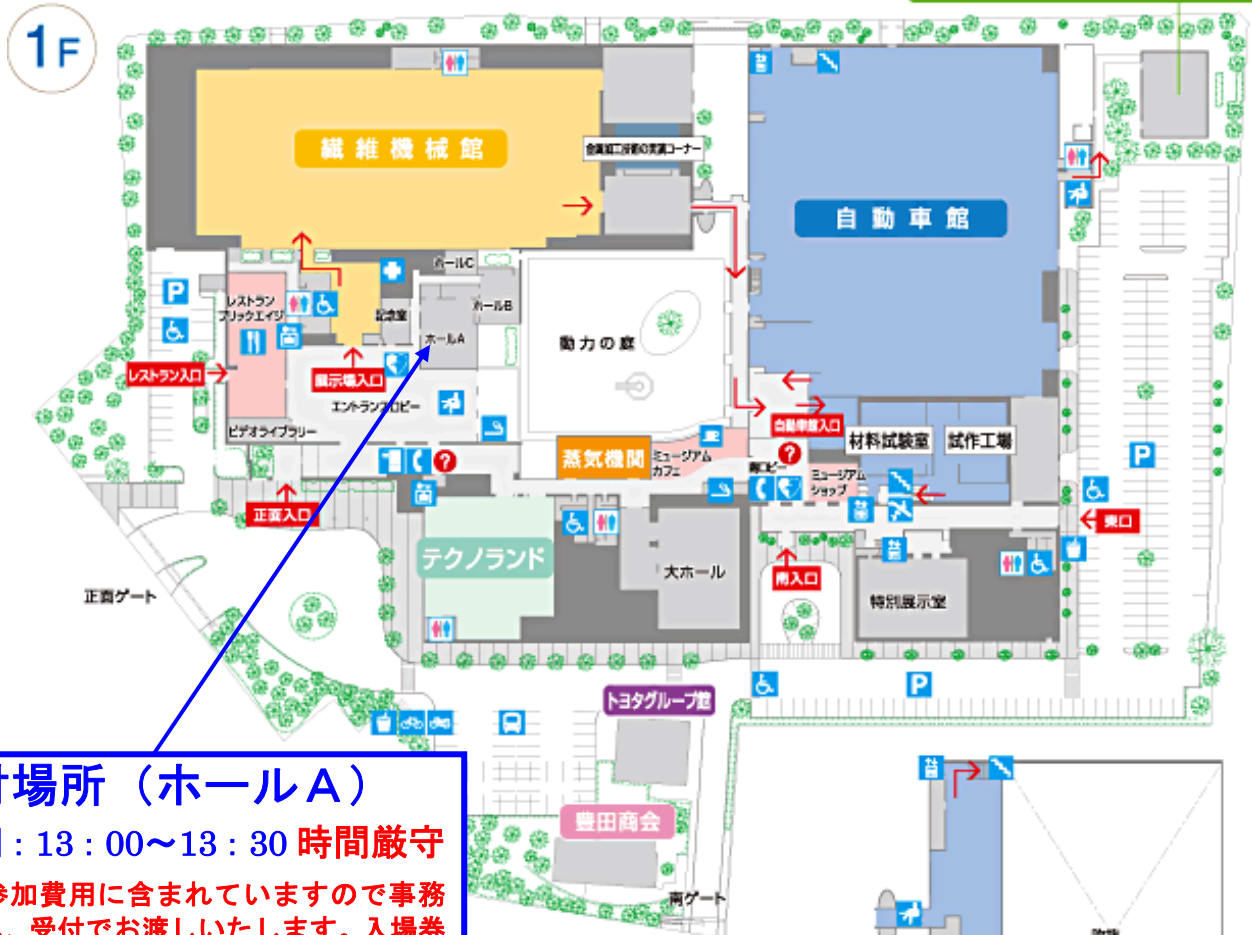 1F
繊維機械館
金属加工技術の実演コーナー
自動車館
P
レストラン
ブリックエイジ
記念室
ホールC
ホールB
ホールA
動力の庭
レストラン入口
展示場入口
エントランスロビー
ビデオライブラリー
自動車館入口
材料試験室
試作工場
P
蒸気機関
ミュージアム
カフェ
?
南ロビー
ミュージアム
ショップ
?
正面入口
東口
テクノランド
大ホール
南入口
特別展示室
正面ゲート
P
トヨタグループ館
豊田商会
南ゲート
付場所（ホールA）
：13：00～13：30 時間厳守
参加費用に含まれていますので事務
、受付でお渡しいたします。入場券